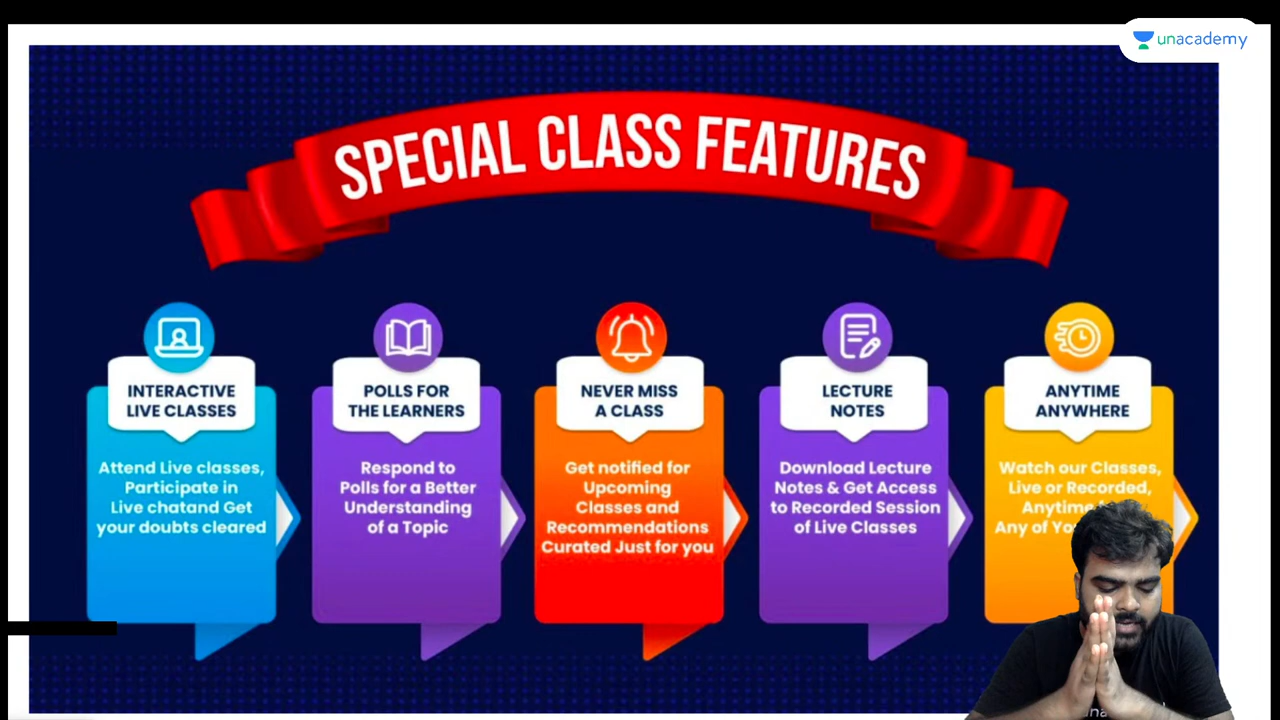 unacademy
SPECIAL CLASS FEATURES
INTERACTIVE
LIVE CLASSES
Attend Live classes,
Participate in
Live chatand Get
your doubts cleared
POLLS FOR
THE LEARNERS
Respond to
Polls for a Better
Understanding
of a Topic
NEVER MISS
A CLASS
Get notified for
Upcoming
Classes and
Recommendations
Curated Just for you
LECTURE
NOTES
Download Lecture
Notes & Get Access
to Recorded Session
of Live Classes
ANYTIME
ANYWHERE
Watch our Classes,
Live or Recorded,
Any of